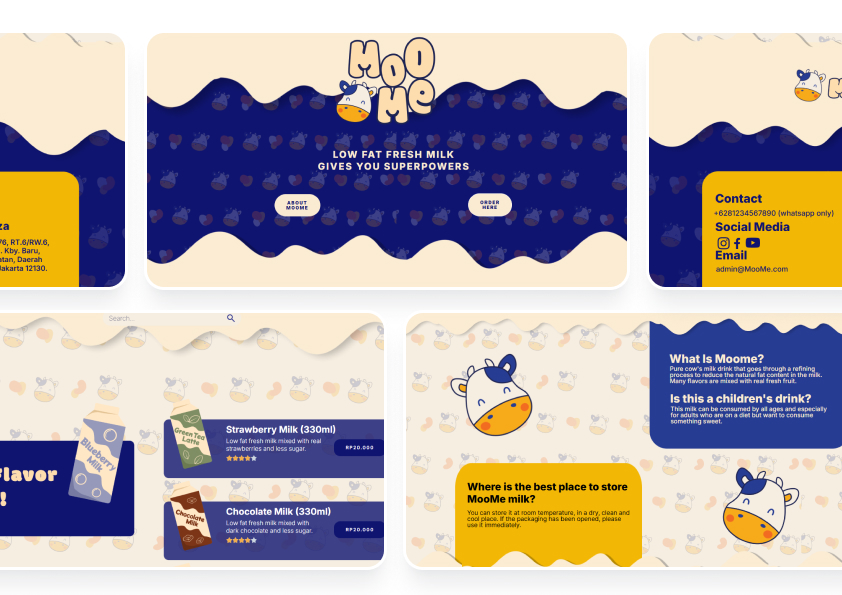 za
76, RT.6/RW.6,
. Kby. Baru,
atan, Daerah
Jakarta 12130.
Moo
Me
LOW FAT FRESH MILK
GIVES YOU SUPERPOWERS
ABOUT
MOOME
ORDER
HERE
M
Contact
+6281234567890 (whatsapp only)
Social Media
Email
admin@MooMe.com
Search...
Flavor
!
Blueberry
Milk
Green Tea
Latte
Strawberry Milk (330ml)
Low fat fresh milk mixed with real
strawberries and less sugar.
RP20.000
Chocolate
Milk
Chocolate Milk (330ml)
Low fat fresh milk mixed with
dark chocolate and less sugar.
RP20.000
What Is Moome?
Pure cow's milk drink that goes through a refining
process to reduce the natural fat content in the milk.
Many flavors are mixed with real fresh fruit.
Is this a children's drink?
This milk can be consumed by all ages and especially
for adults who are on a diet but want to consume
something sweet.
Where is the best place to store
MooMe milk?
You can store it at room temperature, in a dry, clean and
cool place. If the packaging has been opened, please
use it immediately.